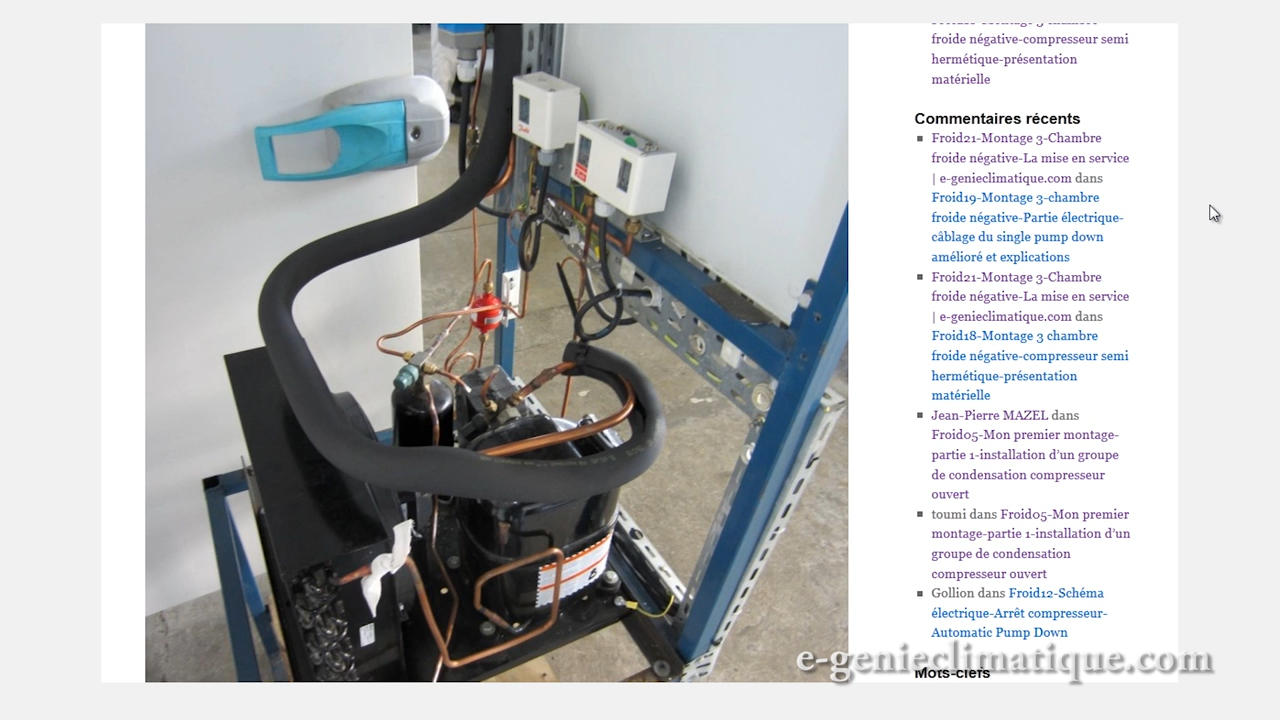 froide négative-compresseur semi
hermétique-présentation
matérielle
Commentaires récents
Froid21-Montage 3-Chambre
froide négative-La mise en service
| e-genieclimatique.com dans
Froid19-Montage 3-chambre
froide négative-Partie électrique-
câblage du single pump down
amélioré et explications
Froid21-Montage 3-Chambre
froide négative-La mise en service
| e-genieclimatique.com dans
Froid18-Montage 3 chambre
froide négative-compresseur semi
hermétique-présentation
matérielle
Jean-Pierre MAZEL dans
Froid05-Mon premier montage-
partie 1-installation d’un groupe
de condensation compresseur
ouvert
toumi dans Froid05-Mon premier
montage-partie 1-installation d’un
groupe de condensation
compresseur ouvert
Gollion dans Froid12-Schéma
électrique-Arrêt compresseur-
Automatic Pump Down
e-genieclimatique.com
Mots-clefs